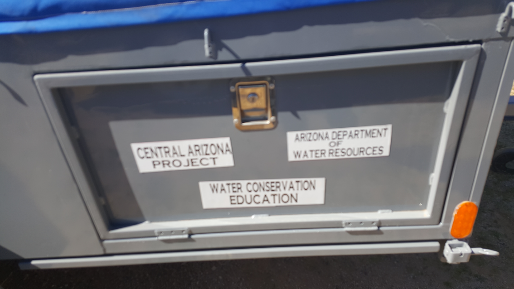 CENTRAL ARIZONA
PROJECT
ARIZONA DEPARTMENT
OF
WATER RESOURCES
WATER CONSERVATION
EDUCATION